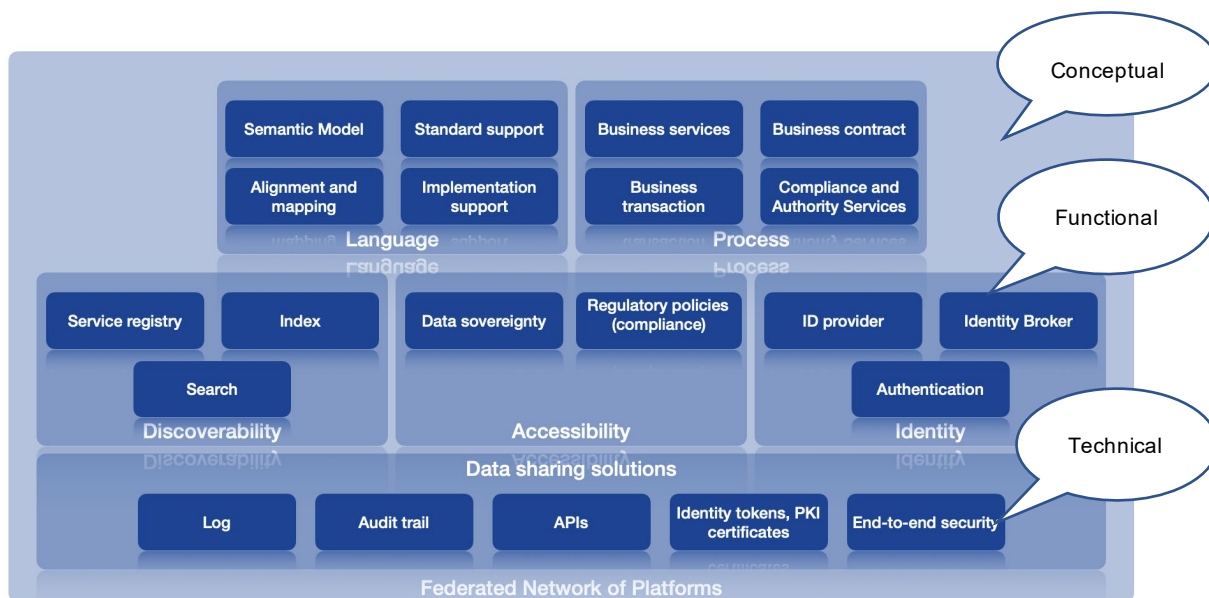 Conceptual
Semantic Model
Standard support
Business services
Business contract
Alignment and
mapping
Implementation
support
Business
transaction
Compliance and
Authority Services
Language
Process
Functional
Service registry
Index
Data sovereignty
Regulatory policies
(compliance)
ID provider
Identity Broker
Search
Authentication
Discoverability
Accessibility
Identity
Technical
Data sharing solutions
Log
Audit trail
APIs
Identity tokens, PKI
certificates
End-to-end security
Federated Network of Platforms